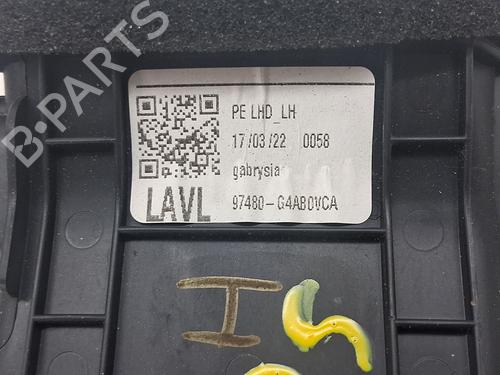 B-PARTS
PE LHD_LH
17/03/22 0058
gabrysia
LAVL
97480-G4AB0VCA